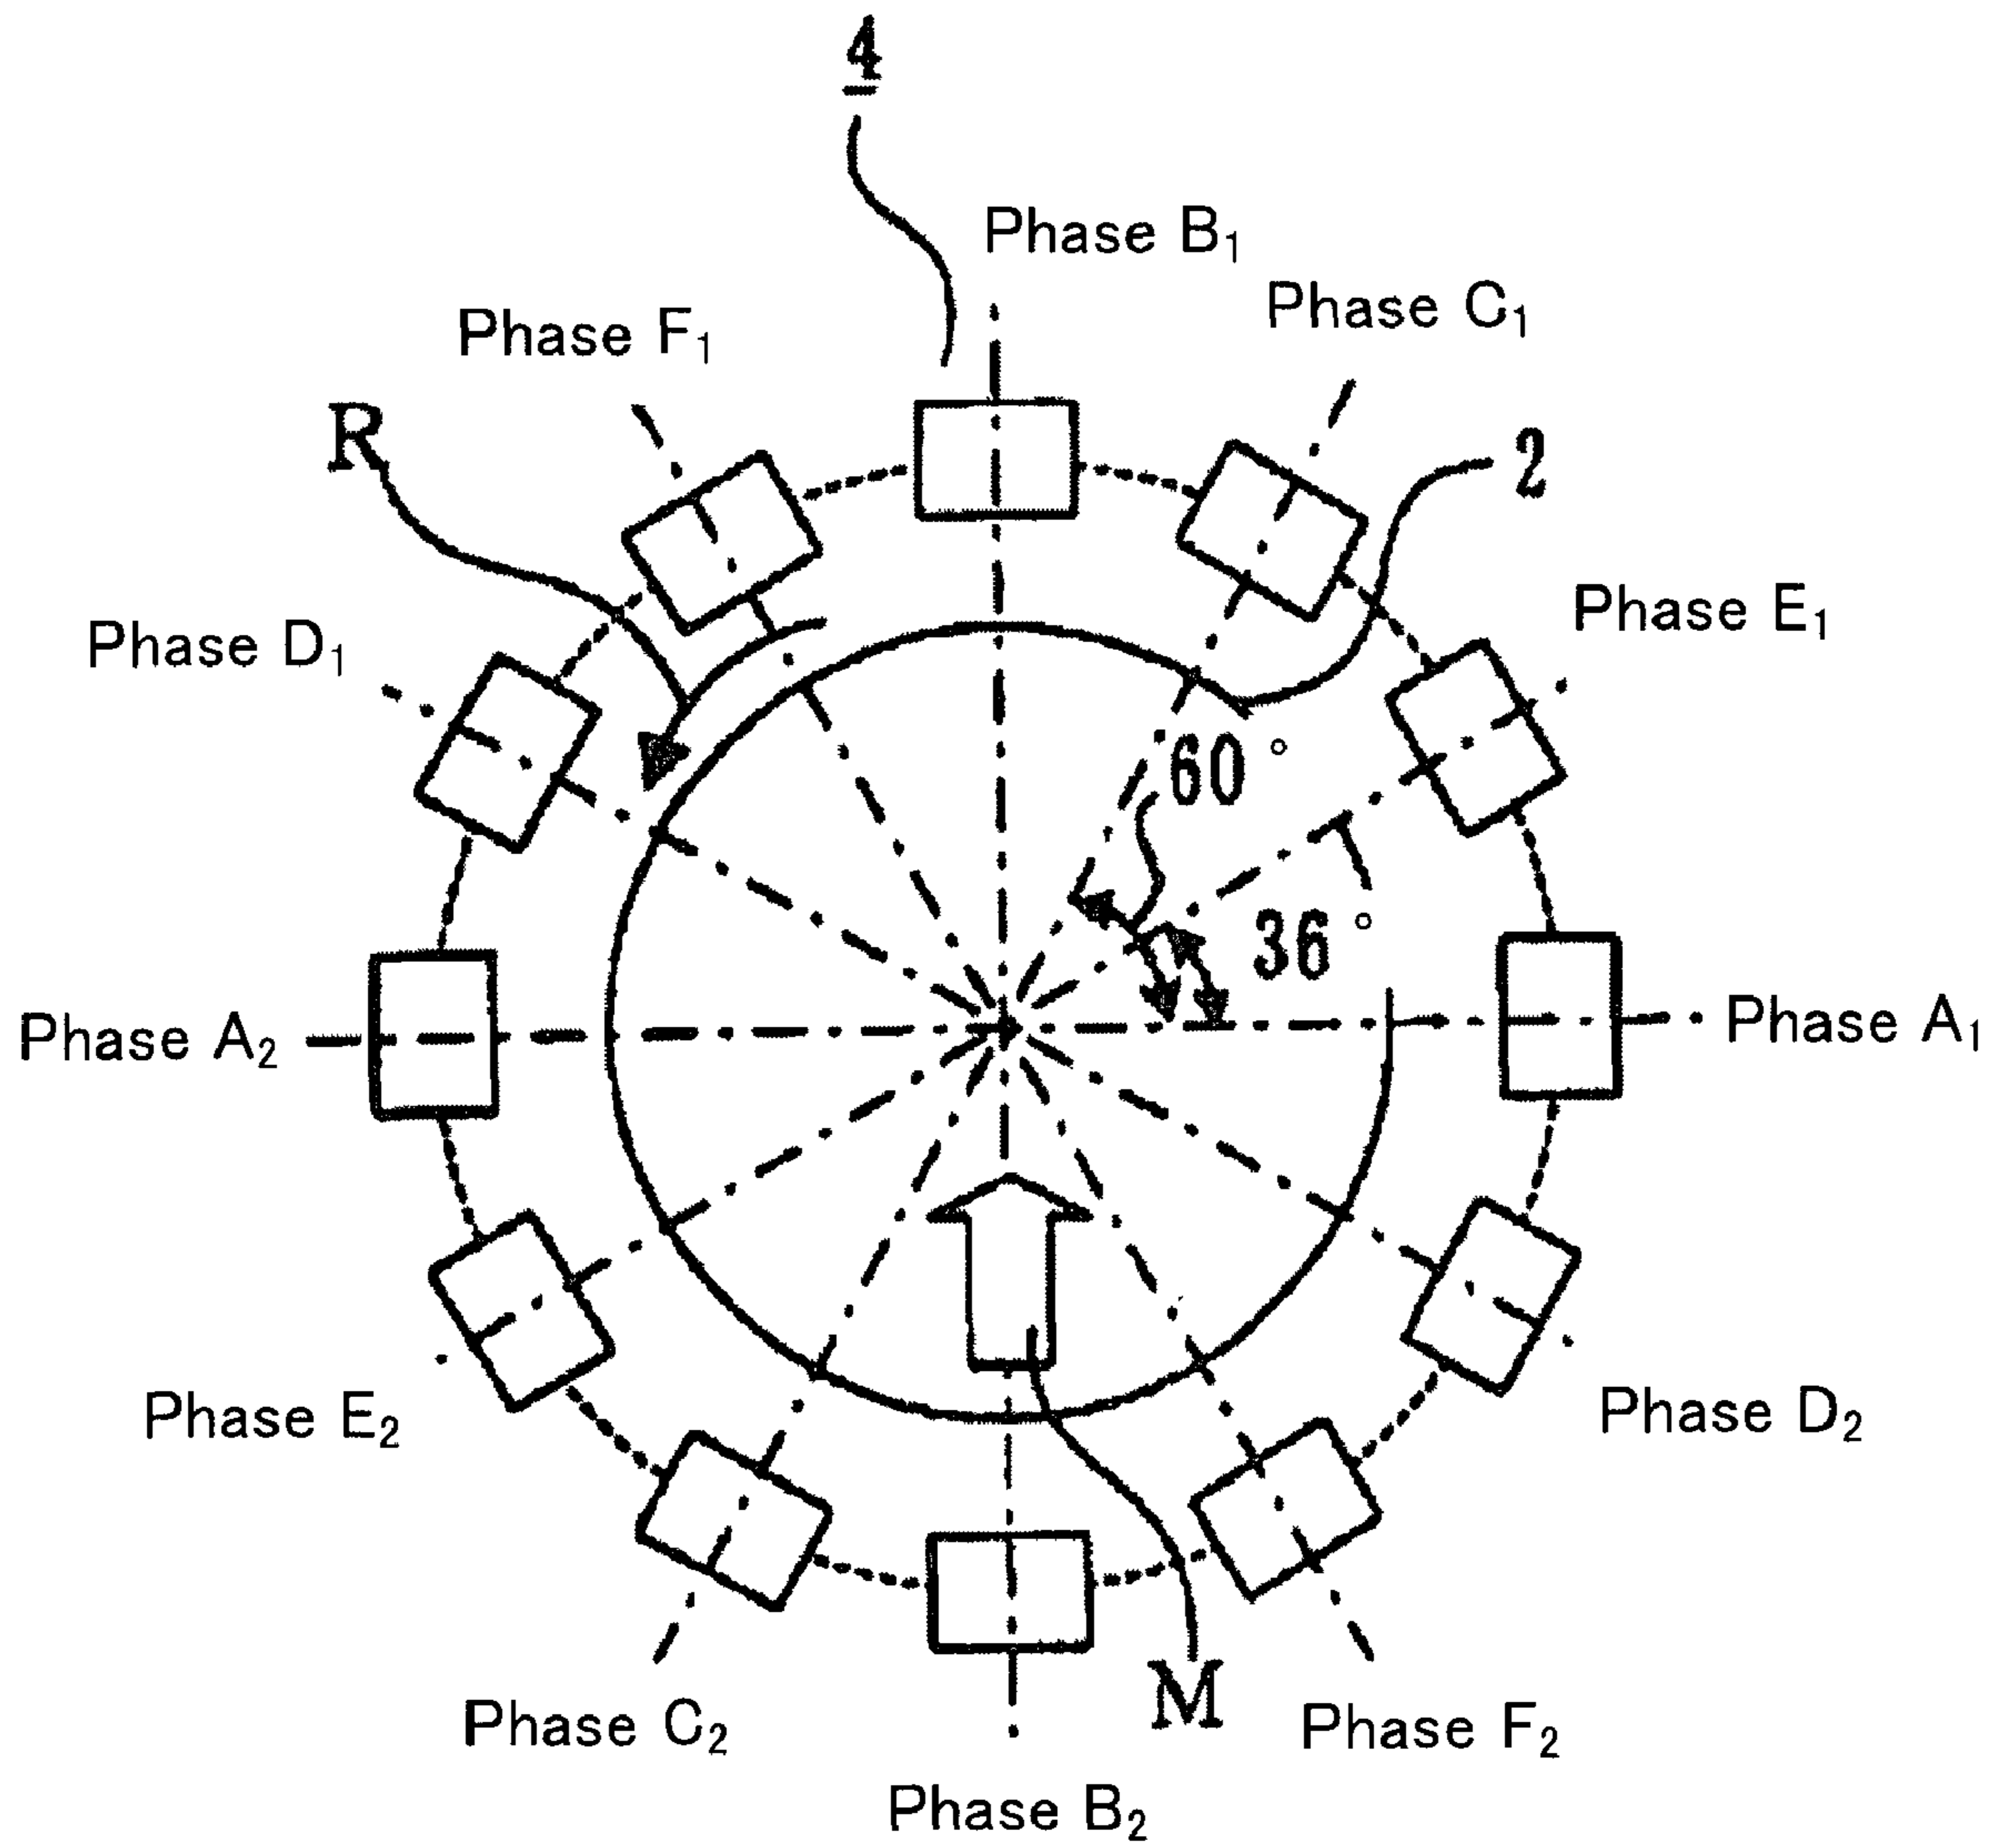 4
Phase B₁
Phase C₁
Phase F₁
R
2
Phase E₁
Phase D₁
60°
36°
Phase A₂
Phase A₁
Phase E₂
Phase D₂
M
Phase C₂
Phase F₂
Phase B₂